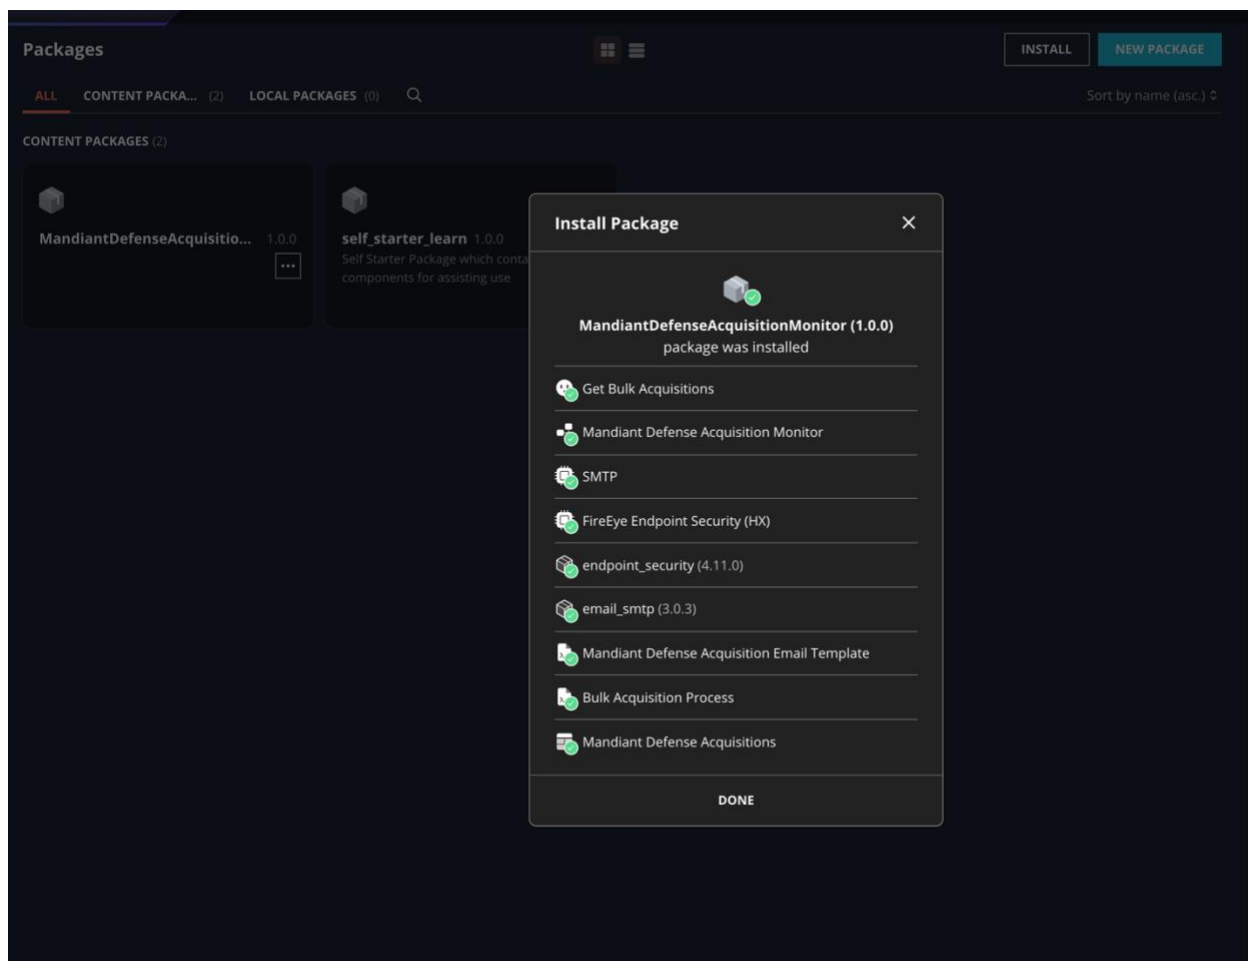 Packages
INSTALL
NEW PACKAGE
ALL
CONTENT PACKA... (2)
LOCAL PACKAGES (0)
Sort by name (asc.)
CONTENT PACKAGES (2)
MandiantDefenseAcquisitio... 1.0.0
self_starter_learn 1.0.0
Self Starter Package which conta
components for assisting use
Install Package
MandiantDefenseAcquisitionMonitor (1.0.0)
package was installed
Get Bulk Acquisitions
Mandiant Defense Acquisition Monitor
SMTP
FireEye Endpoint Security (HX)
endpoint_security (4.11.0)
email_smtp (3.0.3)
Mandiant Defense Acquisition Email Template
Bulk Acquisition Process
Mandiant Defense Acquisitions
DONE